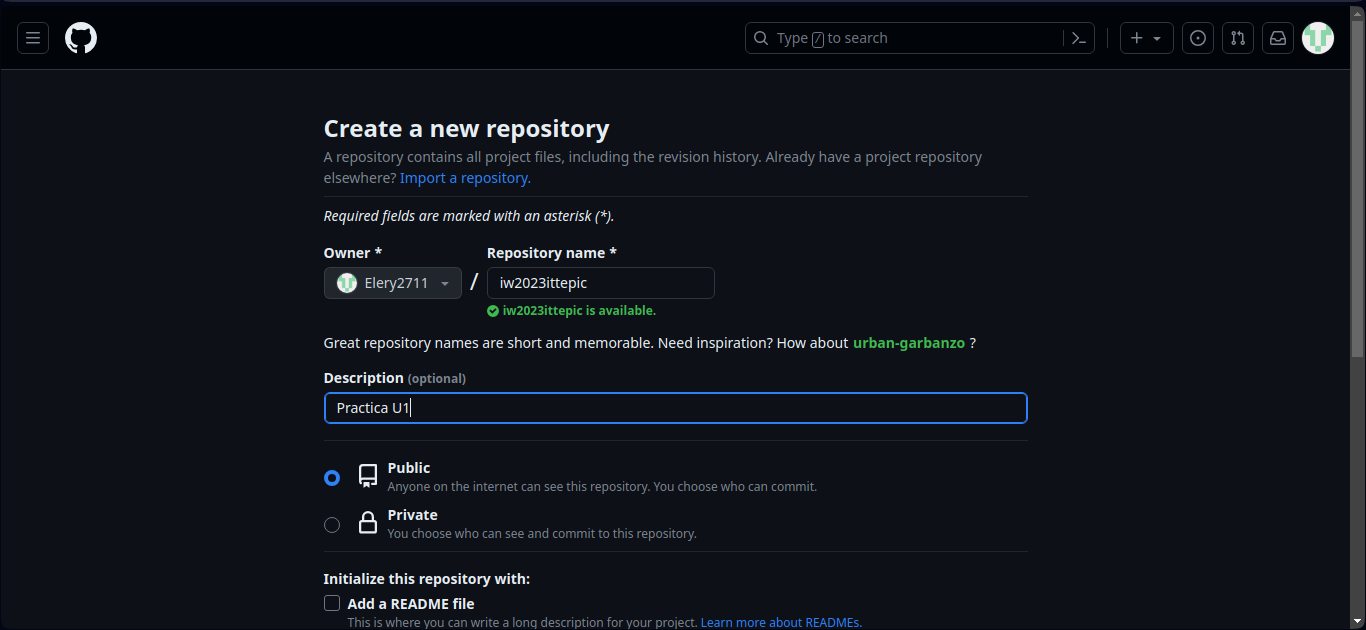 Type / to search
Create a new repository
A repository contains all project files, including the revision history. Already have a project repository
elsewhere? Import a repository.
Required fields are marked with an asterisk (*).
Owner * Repository name *
Elery2711 / iw2023ittepic
iw2023ittepic is available.
Great repository names are short and memorable. Need inspiration? How about urban-garbanzo ?
Description (optional)
Practica U1
Public
Anyone on the internet can see this repository. You choose who can commit.
Private
You choose who can see and commit to this repository.
Initialize this repository with:
Add a README file
This is where you can write a long description for your project. Learn more about READMEs.